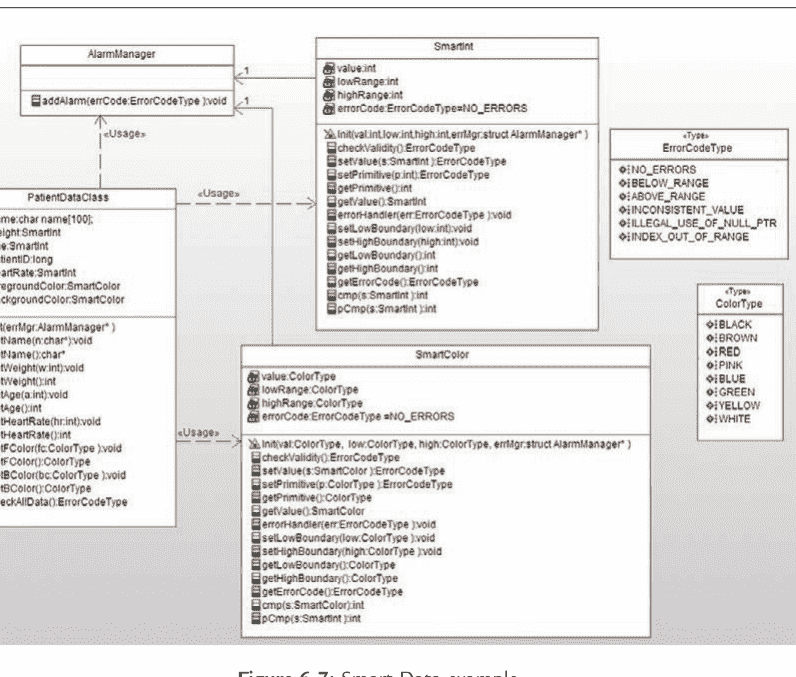 AlarmManager
addAlarm(errCode:ErrorCodeType ):void
1
1
«Usage»
SmartInt
value:int
lowRange:int
highRange:int
errorCode:ErrorCodeType=NO_ERRORS
Init(val:int,low:int,high:int,errMgr:struct AlarmManager* )
checkValidity():ErrorCodeType
setValue(s:SmartInt ):ErrorCodeType
setPrimitive(p:int):ErrorCodeType
getPrimitive():int
getValue():SmartInt
errorHandler(err:ErrorCodeType ):void
setLowBoundary(low:int):void
setHighBoundary(high:int):void
getLowBoundary():int
getHighBoundary():int
getErrorCode():ErrorCodeType
cmp(s:SmartInt ):int
pCmp(s:SmartInt ):int
«Type»
ErrorCodeType
NO_ERRORS
BELOW_RANGE
ABOVE_RANGE
INCONSISTENT_VALUE
ILLEGAL_USE_OF_NULL_PTR
INDEX_OUT_OF_RANGE
«Type»
ColorType
BLACK
BROWN
RED
PINK
BLUE
GREEN
YELLOW
WHITE
PatientDataClass
me:char name[100];
eight:SmartInt
e:SmartInt
tientID:long
artRate:SmartInt
regroundColor:SmartColor
ckgroundColor:SmartColor
t(errMgr:AlarmManager* )
tName(n:char*):void
tName():char*
tWeight(w:int):void
tWeight():int
tAge(a:int):void
tAge():int
tHeartRate(hr:int):void
tHeartRate():int
tFColor(fc:ColorType ):void
tFColor():ColorType
tBColor(bc:ColorType ):void
tBColor():ColorType
eckAllData():ErrorCodeType
«Usage»
«Usage»
SmartColor
value:ColorType
lowRange:ColorType
highRange:ColorType
errorCode:ErrorCodeType =NO_ERRORS
Init(val:ColorType, low:ColorType, high:ColorType, errMgr:struct AlarmManager* )
checkValidity():ErrorCodeType
setValue(s:SmartColor ):ErrorCodeType
setPrimitive(p:ColorType ):ErrorCodeType
getPrimitive():ColorType
getValue():SmartColor
errorHandler(err:ErrorCodeType ):void
setLowBoundary(low:ColorType ):void
setHighBoundary(high:ColorType ):void
getLowBoundary():ColorType
getHighBoundary():ColorType
getErrorCode():ErrorCodeType
cmp(s:SmartColor):int
pCmp(s:SmartInt ):int
Figure 6-7: Smart Data example